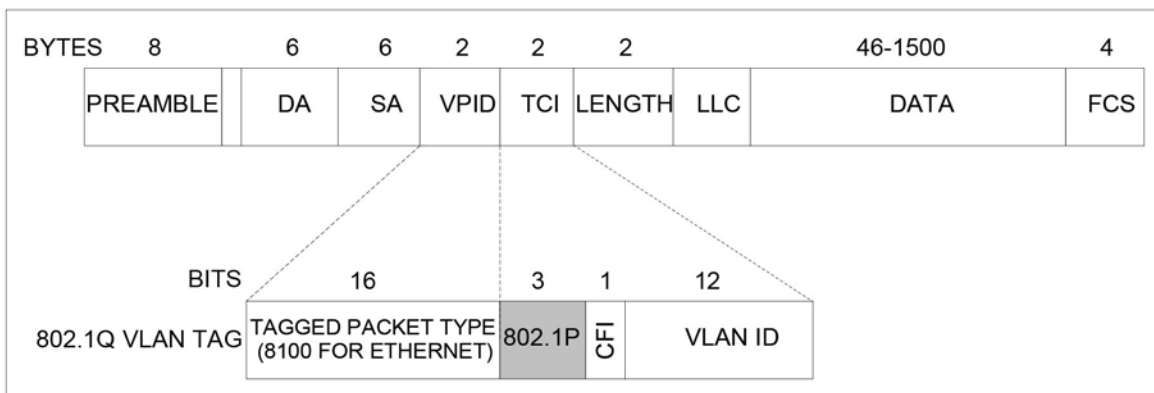 BYTES 8 6 6 2 2 2 46-1500 4
PREAMBLE DA SA VPID TCI LENGTH LLC DATA FCS
BITS 16 3 1 12
802.1Q VLAN TAG TAGGED PACKET TYPE
(8100 FOR ETHERNET) 802.1P CFI VLAN ID